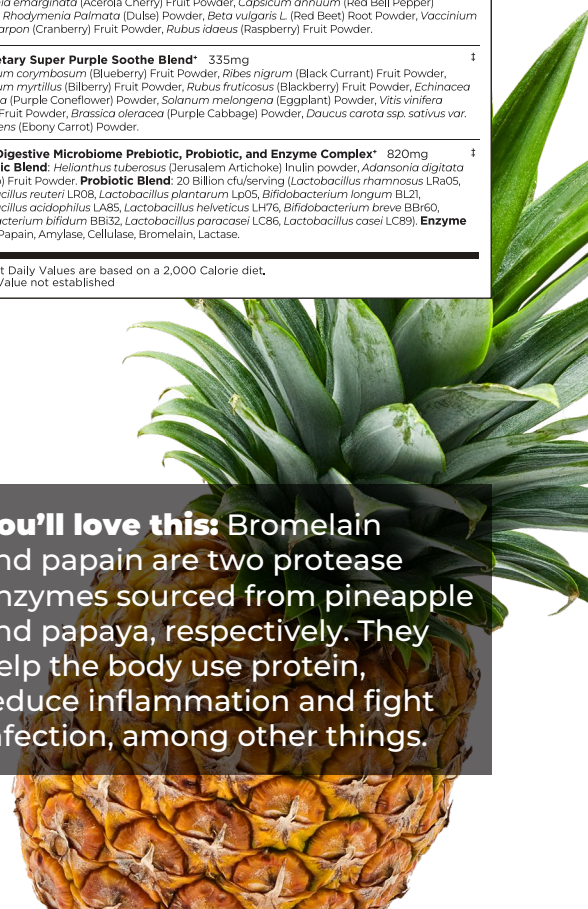 emarginata (Acerola Cherry) Fruit Powder, Capsicum annuum (Red Bell Pepper)
Rhodymenia Palmata (Dulse) Powder, Beta vulgaris L. (Red Beet) Root Powder, Vaccinium
arpon (Cranberry) Fruit Powder, Rubus idaeus (Raspberry) Fruit Powder.
etary Super Purple Soothe Blend⁺ 335mg ‡
um corymbosum (Blueberry) Fruit Powder, Ribes nigrum (Black Currant) Fruit Powder,
um myrtillus (Bilberry) Fruit Powder, Rubus fruticosus (Blackberry) Fruit Powder, Echinacea
a (Purple Coneflower) Powder, Solanum melongena (Eggplant) Powder, Vitis vinifera
Fruit Powder, Brassica oleracea (Purple Cabbage) Powder, Daucus carota ssp. sativus var.
ens (Ebony Carrot) Powder.
Digestive Microbiome Prebiotic, Probiotic, and Enzyme Complex⁺ 820mg ‡
ic Blend: Helianthus tuberosus (Jerusalem Artichoke) Inulin powder, Adansonia digitata
) Fruit Powder. Probiotic Blend: 20 Billion cfu/serving (Lactobacillus rhamnosus LRa05,
acillus reuteri LR08, Lactobacillus plantarum Lp05, Bifidobacterium longum BL21,
acillus acidophilus LA85, Lactobacillus helveticus LH76, Bifidobacterium breve BBr60,
acterium bifidum BBi32, Lactobacillus paracasei LC86, Lactobacillus casei LC89). Enzyme
Papain, Amylase, Cellulase, Bromelain, Lactase.
t Daily Values are based on a 2,000 Calorie diet.
Value not established
ou'll love this: Bromelain
nd papain are two protease
nzymes sourced from pineapple
nd papaya, respectively. They
elp the body use protein,
educe inflammation and fight
nfection, among other things.